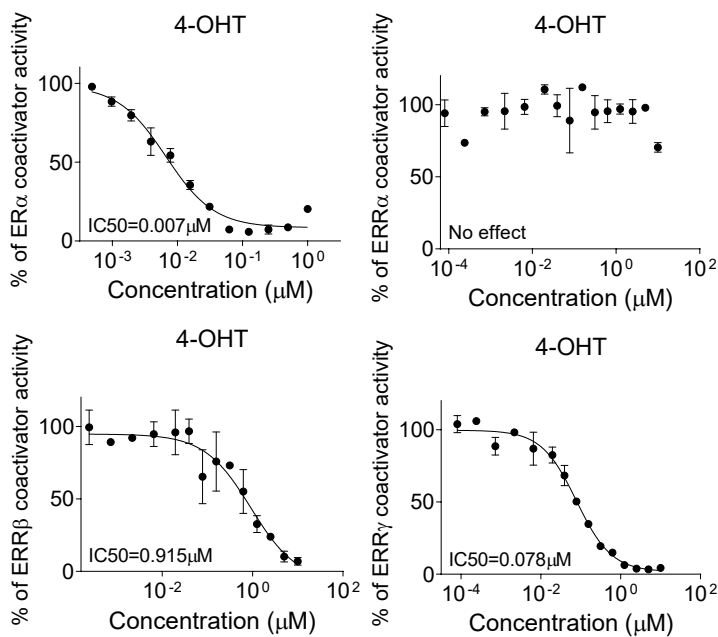 4-OHT
% of ERα coactivator activity
100
50
0
IC50=0.007μM
10⁻³ 10⁻² 10⁻¹ 10⁰
Concentration (μM)
4-OHT
% of ERRα coactivator activity
100
50
0
No effect
10⁻⁴ 10⁻² 10⁰ 10²
Concentration (μM)
4-OHT
% of ERRβ coactivator activity
100
50
0
IC50=0.915μM
10⁻² 10⁰ 10²
Concentration (μM)
4-OHT
% of ERRγ coactivator activity
100
50
0
IC50=0.078μM
10⁻⁴ 10⁻² 10⁰ 10²
Concentration (μM)